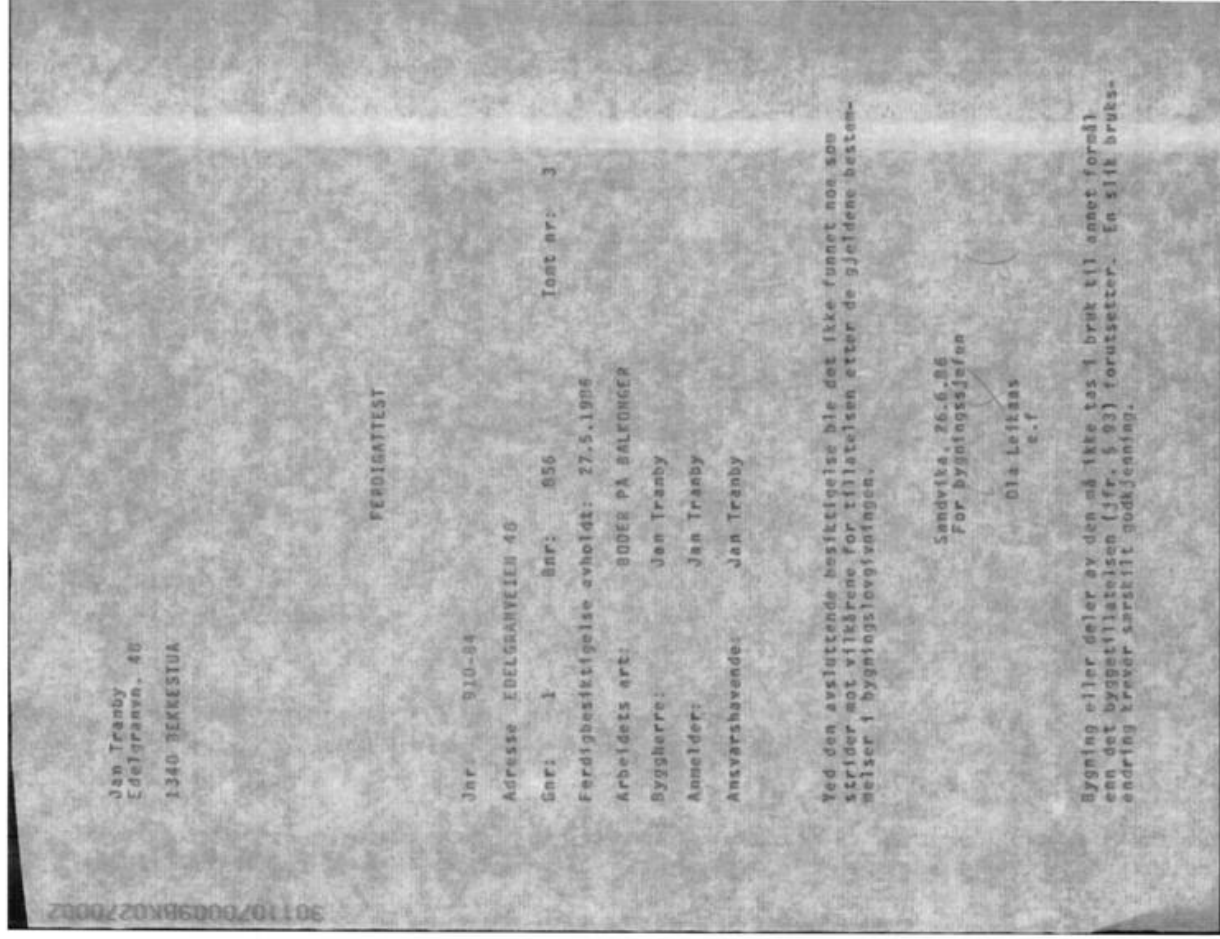 Jan Tranby
Edelgranvn. 40
1340 BEKKESTUA
FERDIGATTEST
Jnr. 910-84
Adresse EDELGRANVEIEN 40
Gnr: 1 Bnr: 856 Tomt nr: 3
Ferdigbesiktigelse avholdt: 27.5.1986
Arbeidets art: BODER PÅ BALKONGER
Byggherre: Jan Tranby
Anmelder: Jan Tranby
Ansvarshavende: Jan Tranby
Ved den avsluttende besiktigelse ble det ikke funnet noe som
strider mot vilkårene for tillatelsen etter de gjeldene bestem-
melser i bygningslovgivningen.
Sandvika, 26.6.86
For bygningssjefen
Ola Leikaas
e.f
Bygning eller deler av den må ikke tas i bruk til annet formål
enn det byggetillatelsen (jfr. § 93) forutsetter. En slik bruks-
endring krever særskilt godkjenning.
3011070009BK0270002